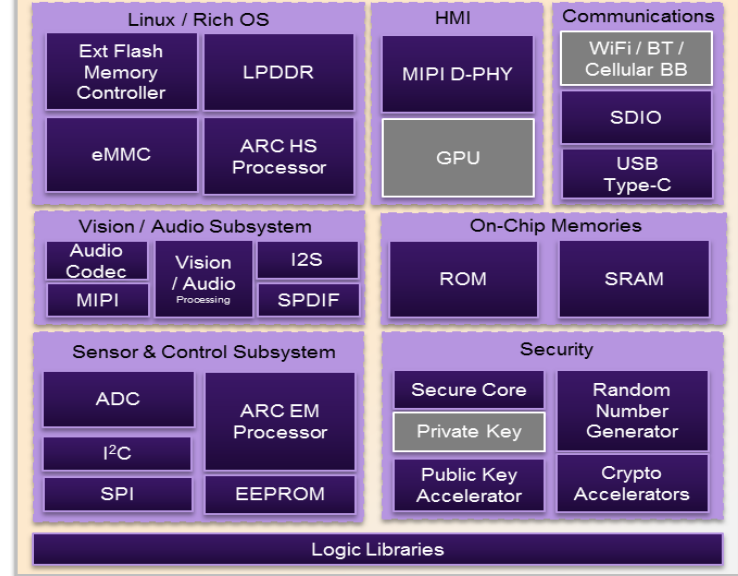 Linux / Rich OS
Ext Flash
Memory
Controller
LPDDR
eMMC
ARC HS
Processor
HMI
MIPI D-PHY
GPU
Communications
WiFi / BT /
Cellular BB
SDIO
USB
Type-C
Vision / Audio Subsystem
Audio
Codec
MIPI
Vision
/ Audio
Processing
I2S
SPDIF
On-Chip Memories
ROM
SRAM
Sensor & Control Subsystem
ADC
I²C
SPI
ARC EM
Processor
EEPROM
Security
Secure Core
Private Key
Public Key
Accelerator
Random
Number
Generator
Crypto
Accelerators
Logic Libraries